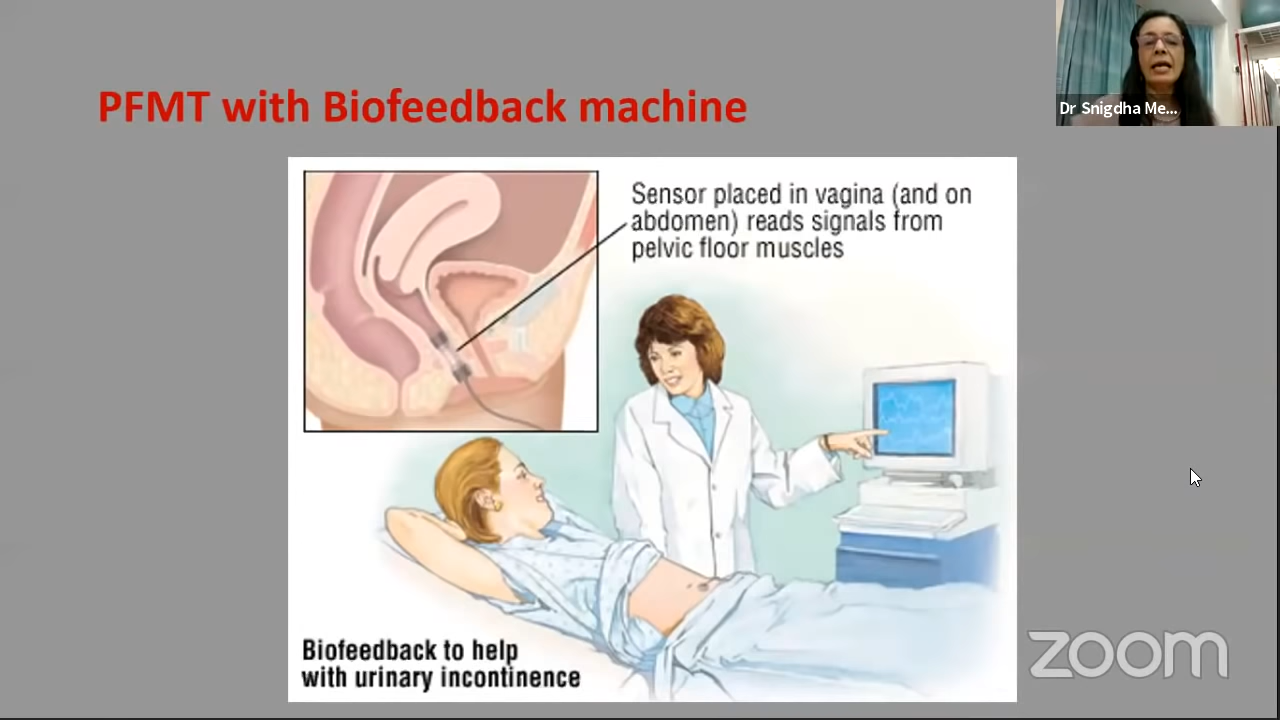 PFMT with Biofeedback machine
Dr Snigdha Me...
Sensor placed in vagina (and on
abdomen) reads signals from
pelvic floor muscles
Biofeedback to help
with urinary incontinence
zoom